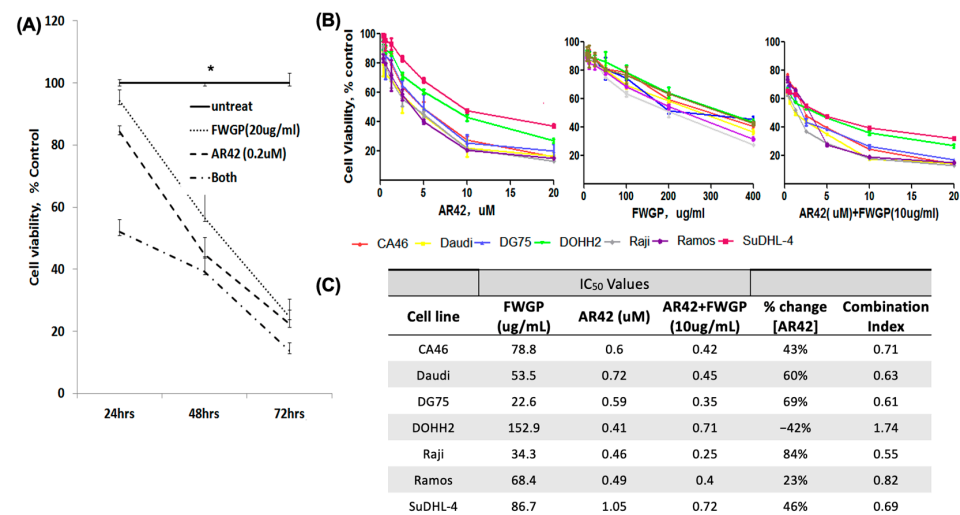 (A)
120
100
80
60
40
20
0
Cell viability, % Control
*
untreat
FWGP(20ug/ml)
AR42 (0.2uM)
Both
24hrs 48hrs 72hrs
(B)
Cell Viability, % control
100
80
60
40
20
0 5 10 15 20
AR42, uM
100
80
60
40
20
0 100 200 300 400
FWGP, ug/ml
100
80
60
40
20
0 5 10 15 20
AR42( uM)+FWGP(10ug/ml)
CA46 Daudi DG75 DOHH2 Raji Ramos SuDHL-4
(C)
IC50 Values
Cell line FWGP (ug/mL) AR42 (uM) AR42+FWGP (10ug/mL) % change [AR42] Combination Index
CA46 78.8 0.6 0.42 43% 0.71
Daudi 53.5 0.72 0.45 60% 0.63
DG75 22.6 0.59 0.35 69% 0.61
DOHH2 152.9 0.41 0.71 −42% 1.74
Raji 34.3 0.46 0.25 84% 0.55
Ramos 68.4 0.49 0.4 23% 0.82
SuDHL-4 86.7 1.05 0.72 46% 0.69